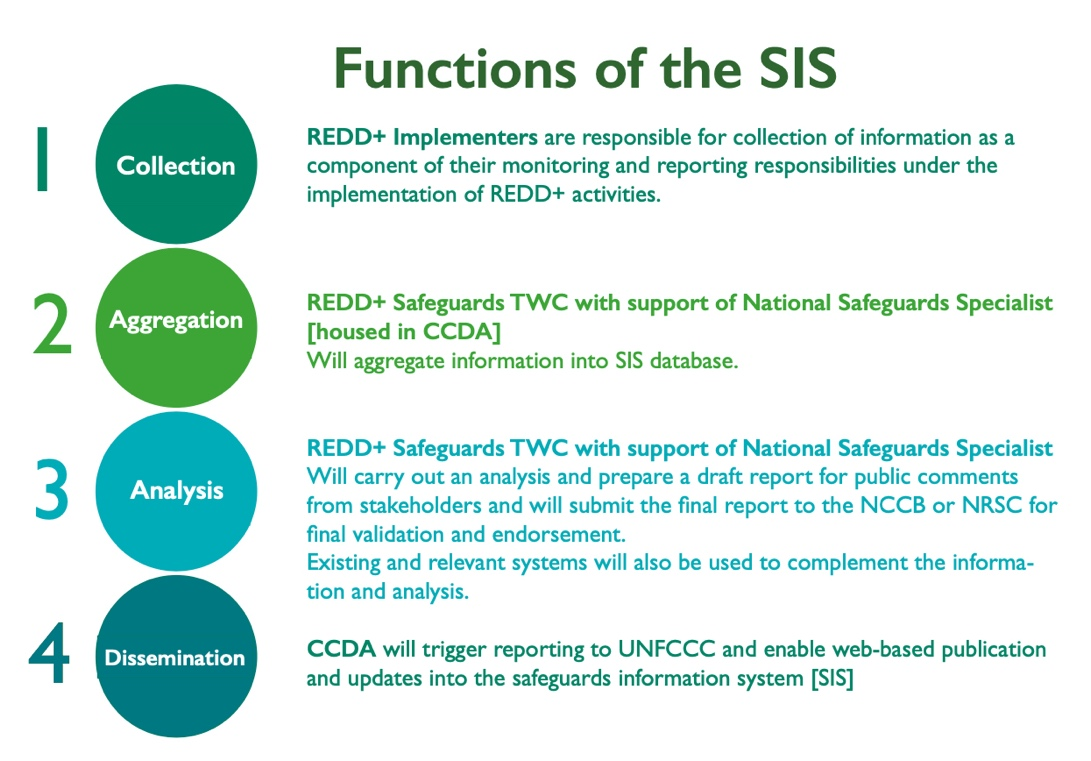 Functions of the SIS
1
Collection
REDD+ Implementers are responsible for collection of information as a
component of their monitoring and reporting responsibilities under the
implementation of REDD+ activities.
2
Aggregation
REDD+ Safeguards TWC with support of National Safeguards Specialist
[housed in CCDA]
Will aggregate information into SIS database.
3
Analysis
REDD+ Safeguards TWC with support of National Safeguards Specialist
Will carry out an analysis and prepare a draft report for public comments
from stakeholders and will submit the final report to the NCCB or NRSC for
final validation and endorsement.
Existing and relevant systems will also be used to complement the informa-
tion and analysis.
4
Dissemination
CCDA will trigger reporting to UNFCCC and enable web-based publication
and updates into the safeguards information system [SIS]